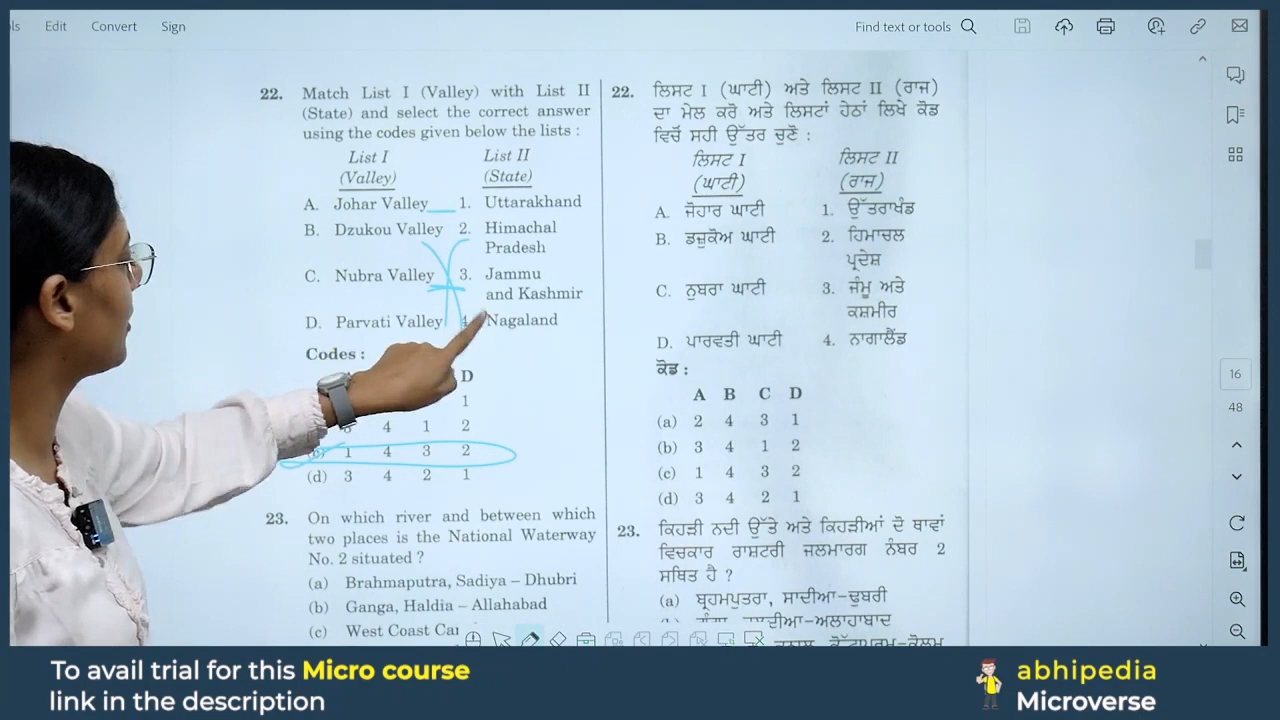 ls Edit Convert Sign Find text or tools
22. Match List I (Valley) with List II
(State) and select the correct answer
using the codes given below the lists :
List I List II
(Valley) (State)
A. Johar Valley 1. Uttarakhand
B. Dzukou Valley 2. Himachal
Pradesh
C. Nubra Valley 3. Jammu
and Kashmir
D. Parvati Valley 4. Nagaland
Codes :
D
1
3 4 1 2
(c) 1 4 3 2
(d) 3 4 2 1
23. On which river and between which
two places is the National Waterway
No. 2 situated ?
(a) Brahmaputra, Sadiya – Dhubri
(b) Ganga, Haldia – Allahabad
(c) West Coast Car
22. ਲਿਸਟ I (ਘਾਟੀ) ਅਤੇ ਲਿਸਟ II (ਰਾਜ)
ਦਾ ਮੇਲ ਕਰੋ ਅਤੇ ਲਿਸਟਾਂ ਹੇਠਾਂ ਲਿਖੇ ਕੋਡ
ਵਿਚੋਂ ਸਹੀ ਉੱਤਰ ਚੁਣੋ :
ਲਿਸਟ I ਲਿਸਟ II
(ਘਾਟੀ) (ਰਾਜ)
A. ਜੋਹਾਰ ਘਾਟੀ 1. ਉੱਤਰਾਖੰਡ
B. ਡਜ਼ੁਕੋਅ ਘਾਟੀ 2. ਹਿਮਾਚਲ
ਪ੍ਰਦੇਸ਼
C. ਨੁਬਰਾ ਘਾਟੀ 3. ਜੰਮੂ ਅਤੇ
ਕਸ਼ਮੀਰ
D. ਪਾਰਵਤੀ ਘਾਟੀ 4. ਨਾਗਾਲੈਂਡ
ਕੋਡ :
A B C D
(a) 2 4 3 1
(b) 3 4 1 2
(c) 1 4 3 2
(d) 3 4 2 1
23. ਕਿਹੜੀ ਨਦੀ ਉੱਤੇ ਅਤੇ ਕਿਹੜੀਆਂ ਦੋ ਥਾਵਾਂ
ਵਿਚਕਾਰ ਰਾਸ਼ਟਰੀ ਜਲਮਾਰਗ ਨੰਬਰ 2
ਸਥਿਤ ਹੈ ?
(a) ਬ੍ਰਹਮਪੁਤਰਾ, ਸਾਦੀਆ–ਢੁਬਰੀ
16
48
To avail trial for this Micro course
link in the description
abhipedia
Microverse